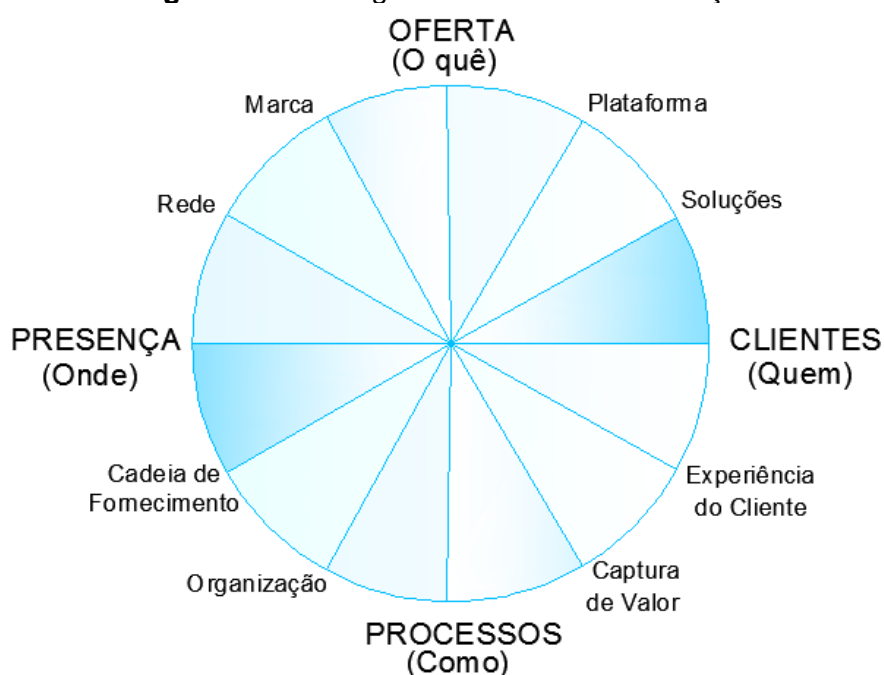 OFERTA
(O quê)
Marca
Plataforma
Rede
Soluções
PRESENÇA
(Onde)
CLIENTES
(Quem)
Cadeia de
Fornecimento
Experiência
do Cliente
Organização
Captura
de Valor
PROCESSOS
(Como)